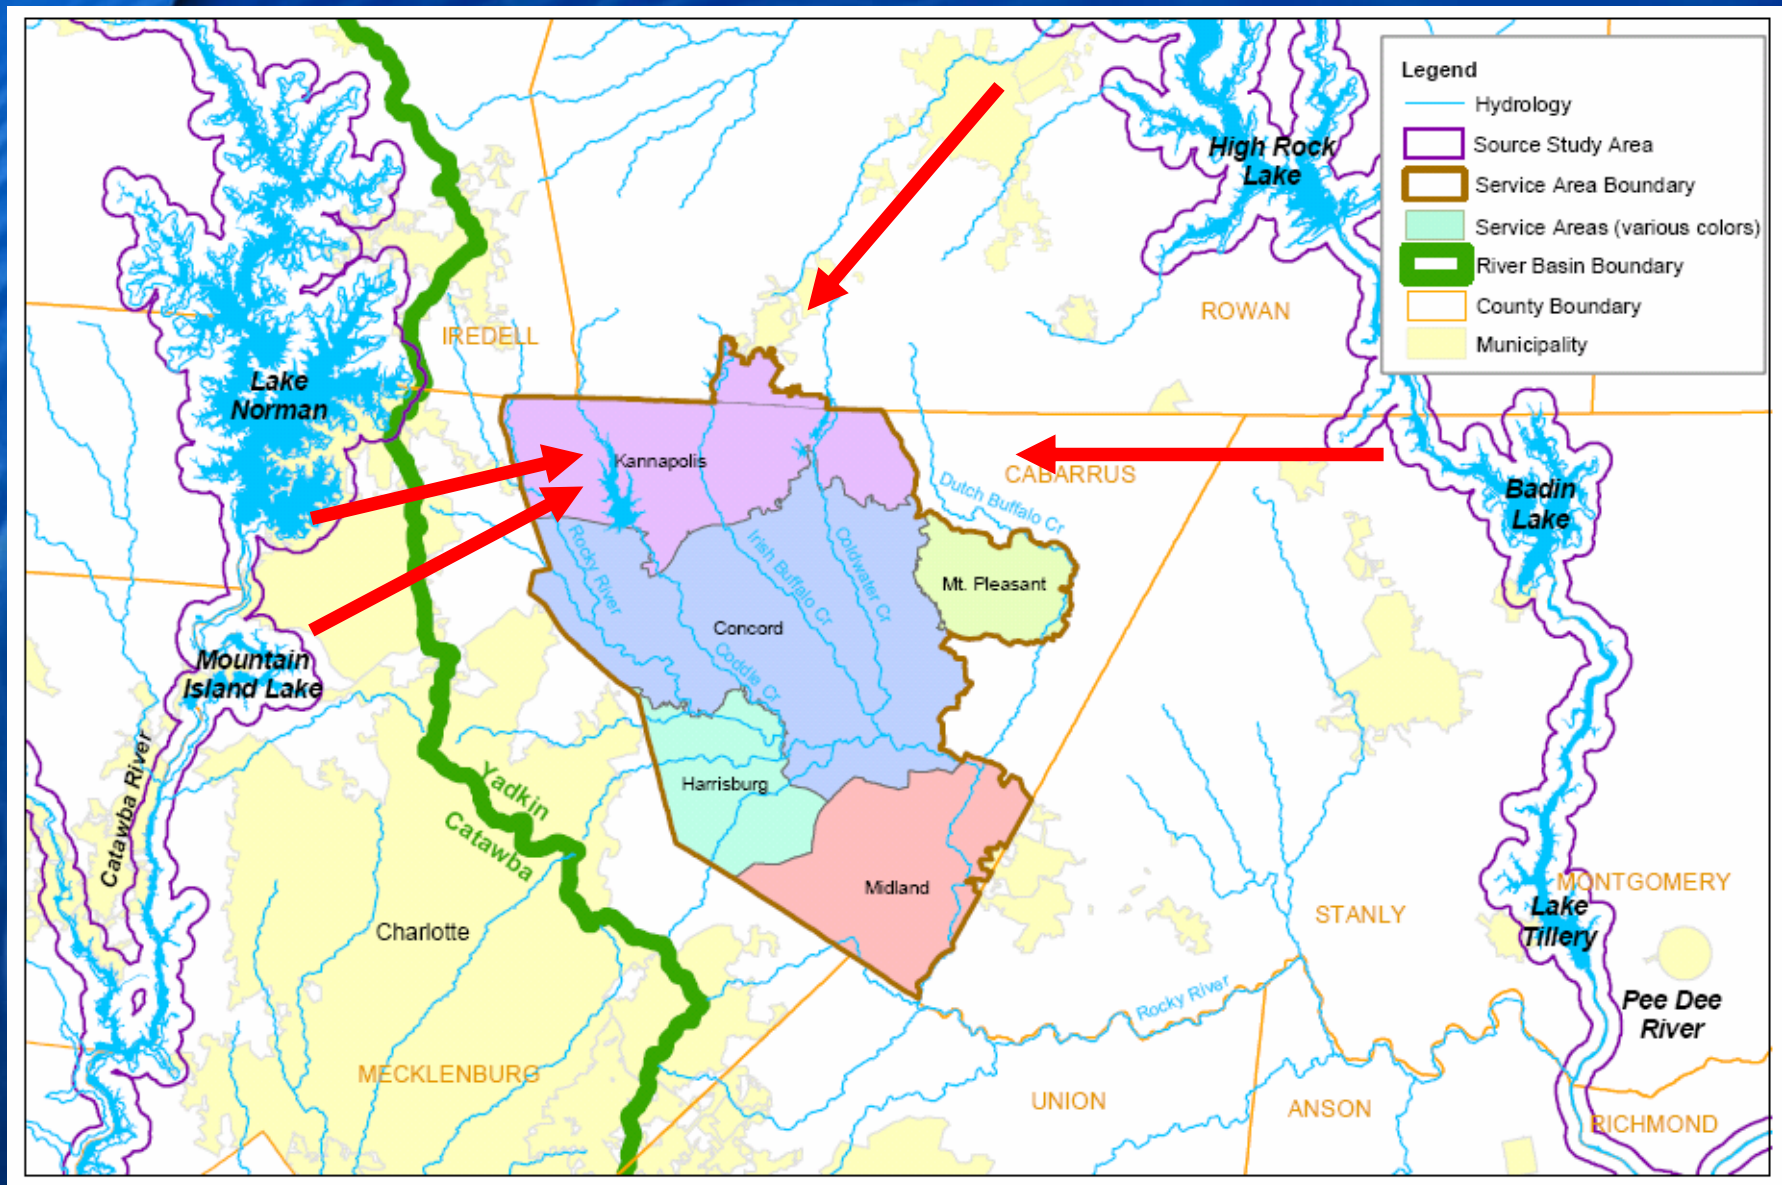 Legend
Hydrology
Source Study Area
Service Area Boundary
Service Areas (various colors)
River Basin Boundary
County Boundary
Municipality
High Rock
Lake
ROWAN
IREDELL
Lake
Norman
Kannapolis
CABARRUS
Dutch Buffalo Cr
Badin
Lake
Rocky River
Irish Buffalo Cr
Coldwater Cr
Mt. Pleasant
Concord
Coddle Cr
Mountain
Island Lake
Catawba River
Yadkin
Catawba
Harrisburg
Midland
Charlotte
MONTGOMERY
STANLY
Lake
Tillery
Rocky River
Pee Dee
River
MECKLENBURG
UNION
ANSON
RICHMOND